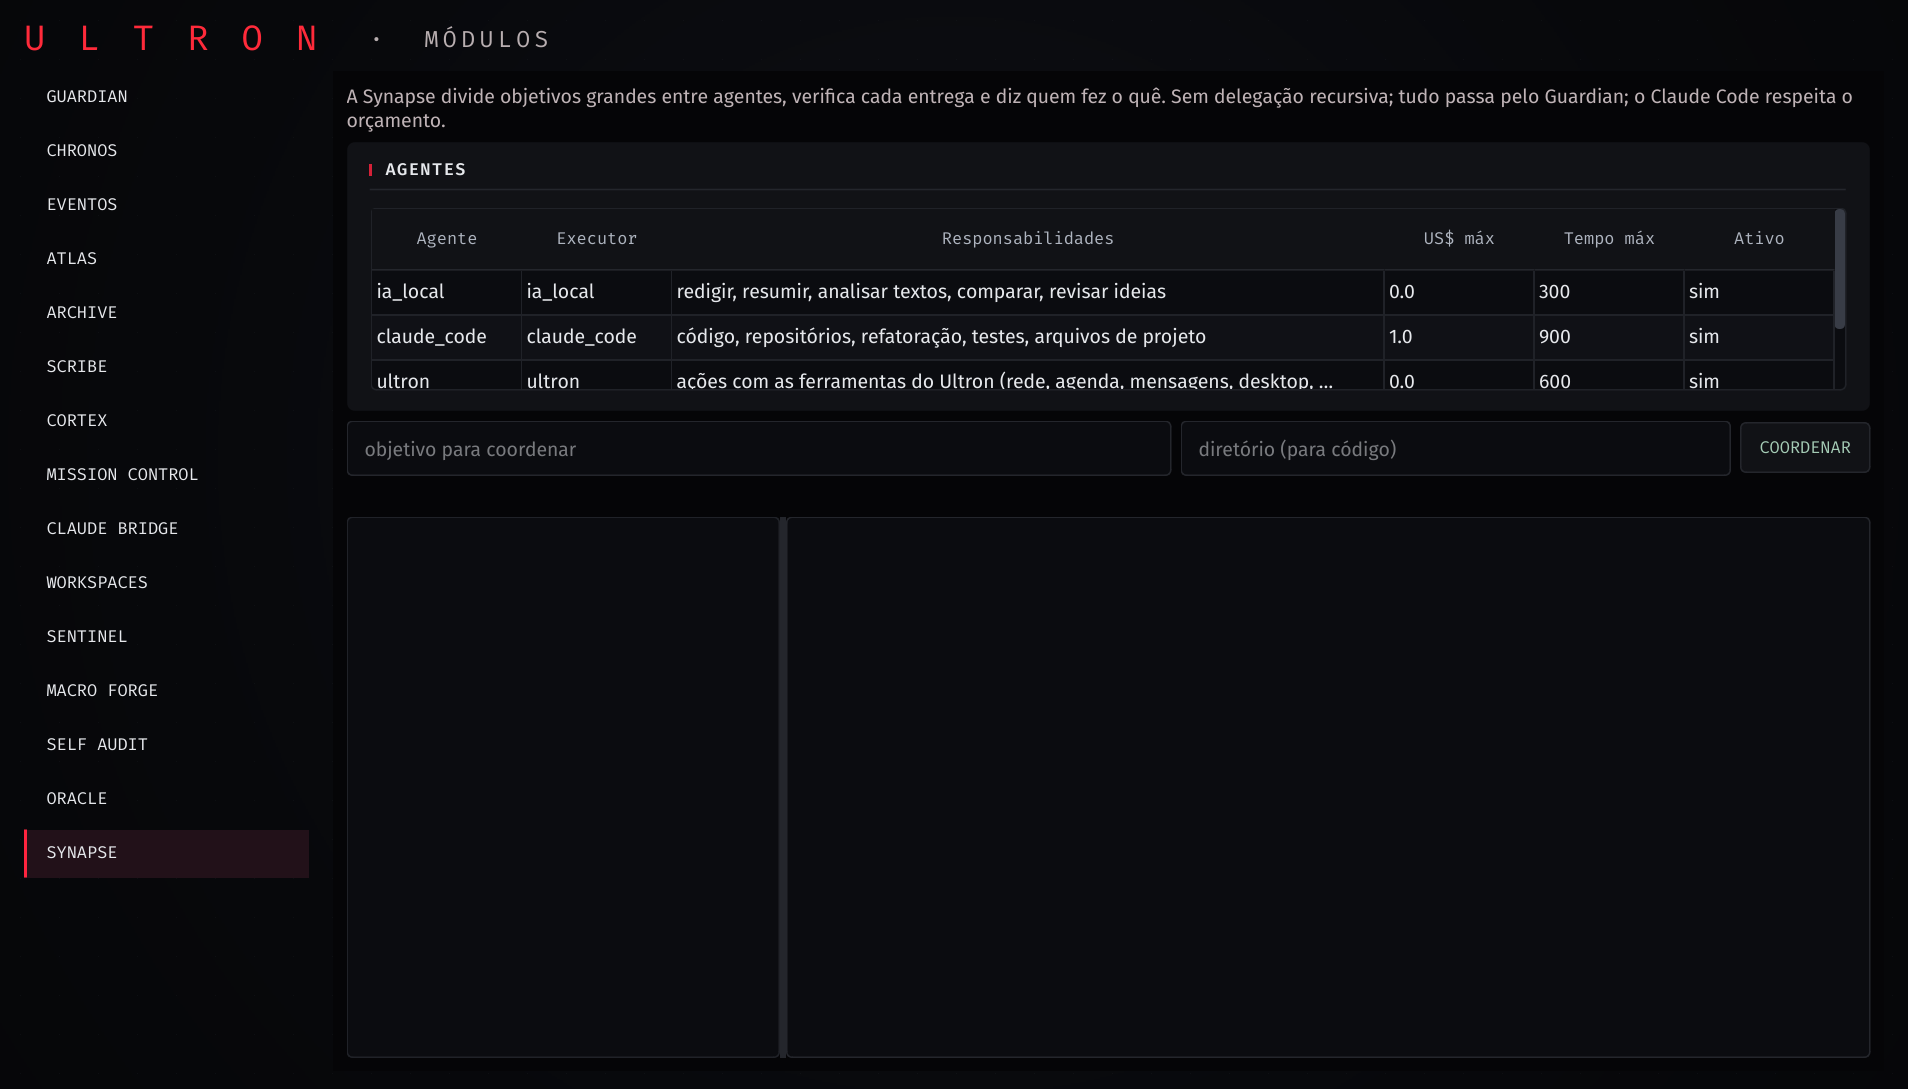 ULTRON · MÓDULOS
GUARDIAN
CHRONOS
EVENTOS
ATLAS
ARCHIVE
SCRIBE
CORTEX
MISSION CONTROL
CLAUDE BRIDGE
WORKSPACES
SENTINEL
MACRO FORGE
SELF AUDIT
ORACLE
SYNAPSE
A Synapse divide objetivos grandes entre agentes, verifica cada entrega e diz quem fez o quê. Sem delegação recursiva; tudo passa pelo Guardian; o Claude Code respeita o
orçamento.
AGENTES
Agente Executor Responsabilidades US$ máx Tempo máx Ativo
ia_local ia_local redigir, resumir, analisar textos, comparar, revisar ideias 0.0 300 sim
claude_code claude_code código, repositórios, refatoração, testes, arquivos de projeto 1.0 900 sim
ultron ultron ações com as ferramentas do Ultron (rede, agenda, mensagens, desktop, ... 0.0 600 sim
objetivo para coordenar diretório (para código) COORDENAR